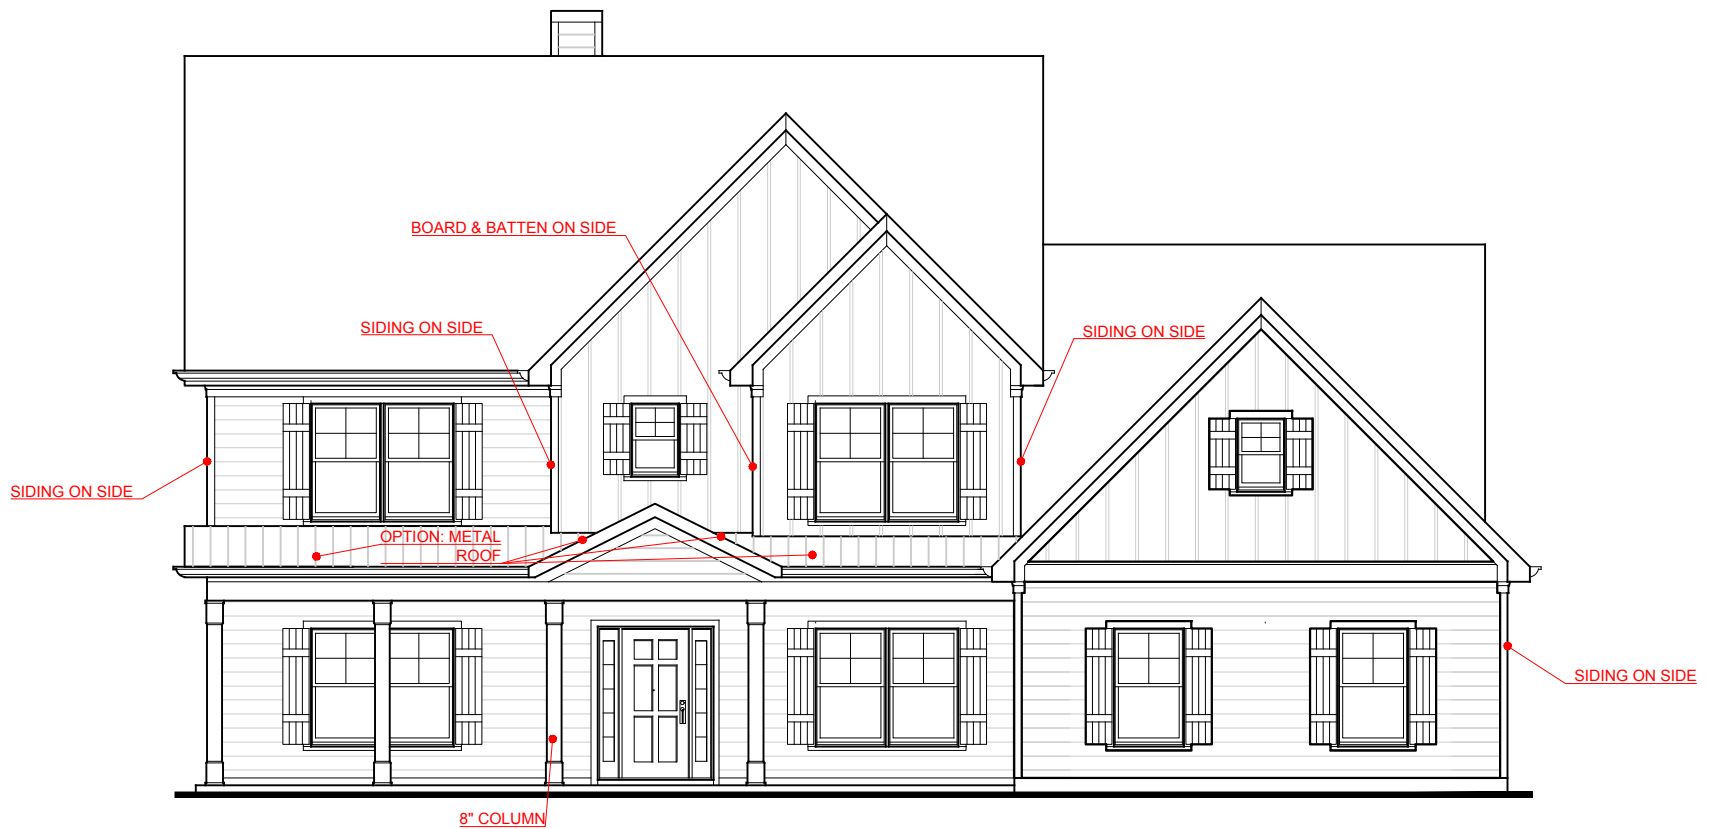 BOARD & BATTEN ON SIDE
SIDING ON SIDE
SIDING ON SIDE
SIDING ON SIDE
OPTION: METAL
ROOF
SIDING ON SIDE
8" COLUMN